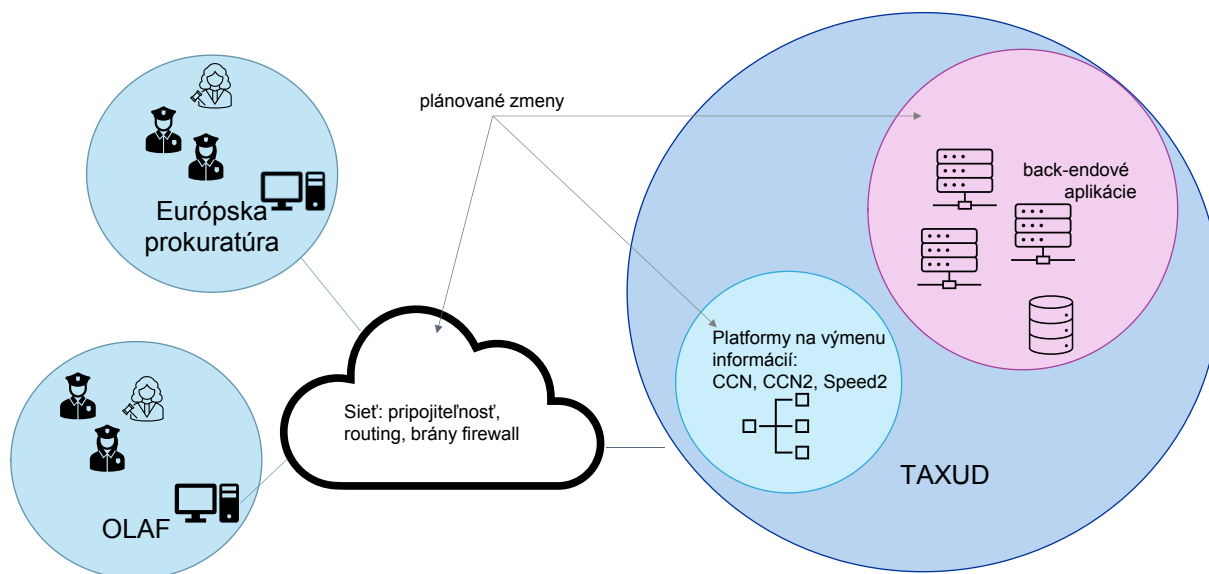 plánované zmeny
Európska
prokuratúra
back-endové
aplikácie
Platformy na výmenu
informácií:
CCN, CCN2, Speed2
Sieť: pripojiteľnosť,
routing, brány firewall
TAXUD
OLAF